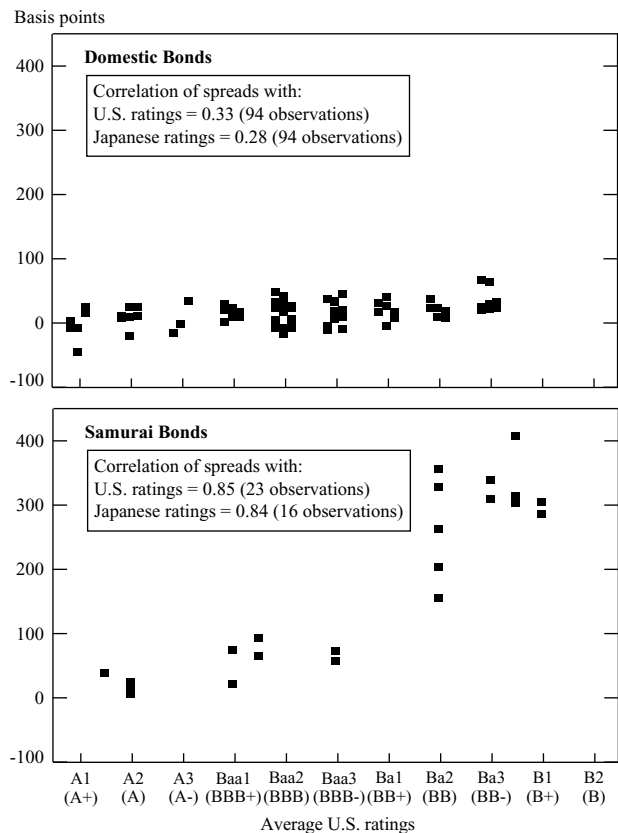 Basis points
400
Domestic Bonds
Correlation of spreads with:
U.S. ratings = 0.33 (94 observations)
Japanese ratings = 0.28 (94 observations)
300
200
100
0
-100
400
Samurai Bonds
Correlation of spreads with:
U.S. ratings = 0.85 (23 observations)
Japanese ratings = 0.84 (16 observations)
300
200
100
0
-100
A1 A2 A3 Baa1 Baa2 Baa3 Ba1 Ba2 Ba3 B1 B2
(A+) (A) (A-) (BBB+) (BBB) (BBB-) (BB+) (BB) (BB-) (B+) (B)
Average U.S. ratings